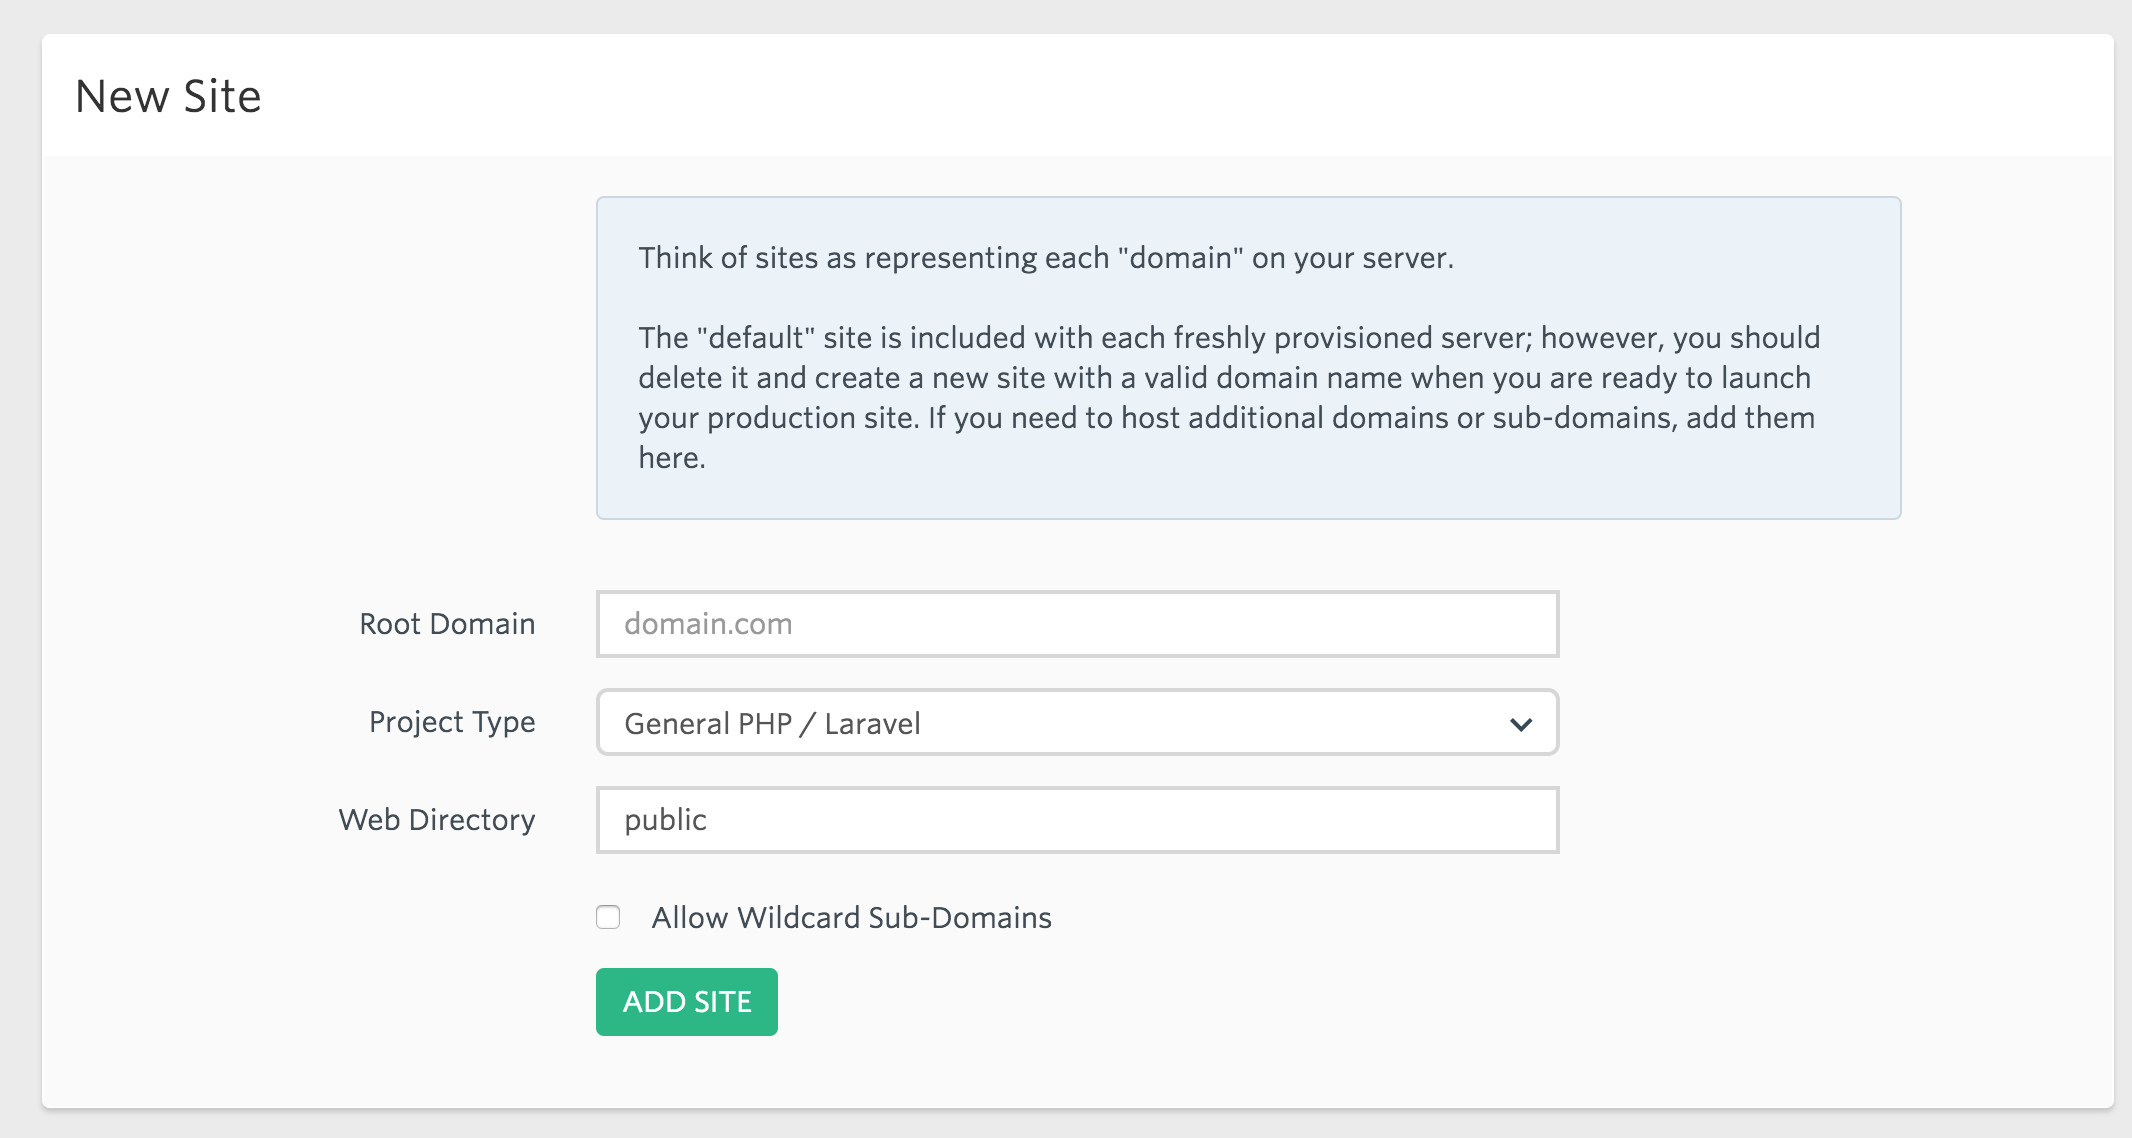 New Site
Think of sites as representing each "domain" on your server.
The "default" site is included with each freshly provisioned server; however, you should
delete it and create a new site with a valid domain name when you are ready to launch
your production site. If you need to host additional domains or sub-domains, add them
here.
Root Domain
domain.com
Project Type
General PHP / Laravel
Web Directory
public
Allow Wildcard Sub-Domains
ADD SITE